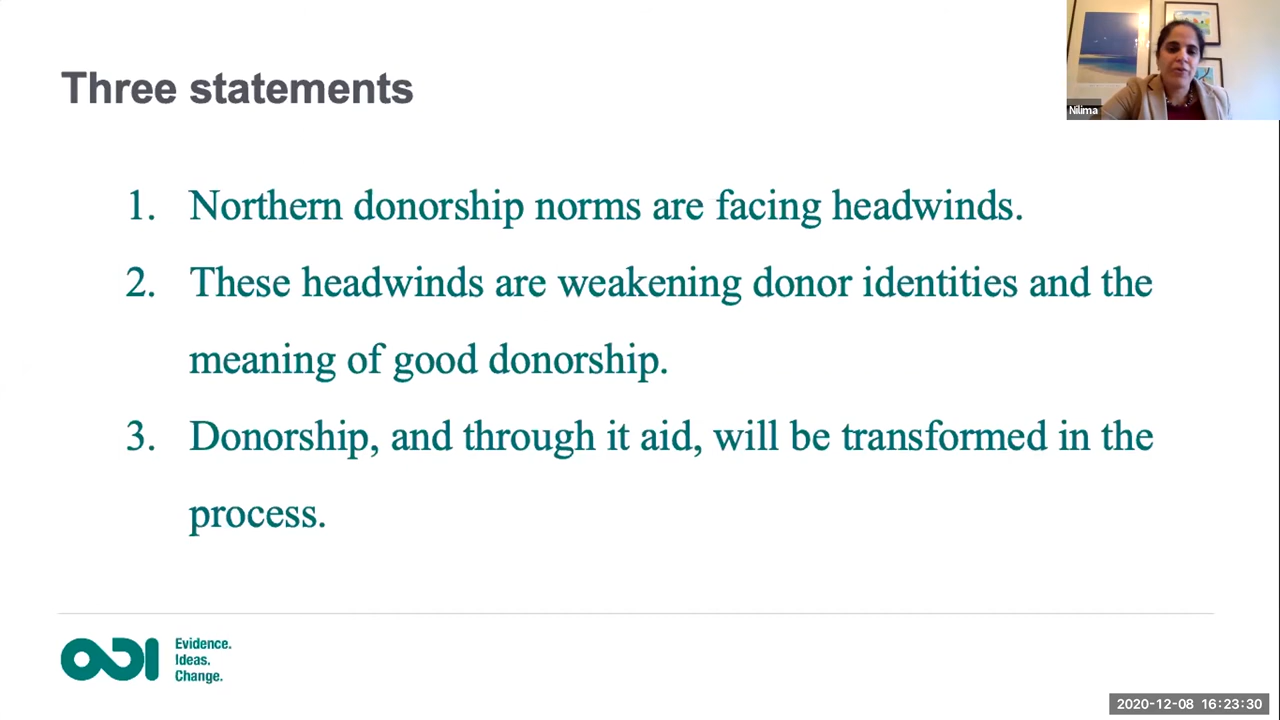 Three statements
Nilima
1. Northern donorship norms are facing headwinds.
2. These headwinds are weakening donor identities and the
meaning of good donorship.
3. Donorship, and through it aid, will be transformed in the
process.
ODI
Evidence.
Ideas.
Change.
2020-12-08 16:23:30